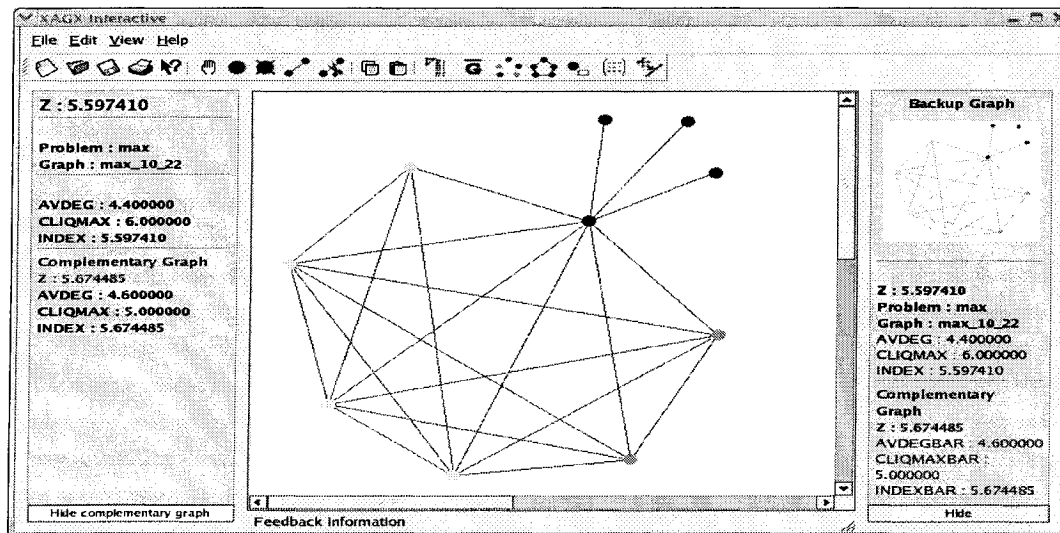 XAGX Interactive
File Edit View Help
G
Z : 5.597410
Problem : max
Graph : max_10_22
AVDEG : 4.400000
CLIQMAX : 6.000000
INDEX : 5.597410
Complementary Graph
Z : 5.674485
AVDEG : 4.600000
CLIQMAX : 5.000000
INDEX : 5.674485
Hide complementary graph
Feedback Information
Backup Graph
Z : 5.597410
Problem : max
Graph : max_10_22
AVDEG : 4.400000
CLIQMAX : 6.000000
INDEX : 5.597410
Complementary
Graph
Z : 5.674485
AVDEGBAR : 4.600000
CLIQMAXBAR :
5.000000
INDEXBAR : 5.674485
Hide